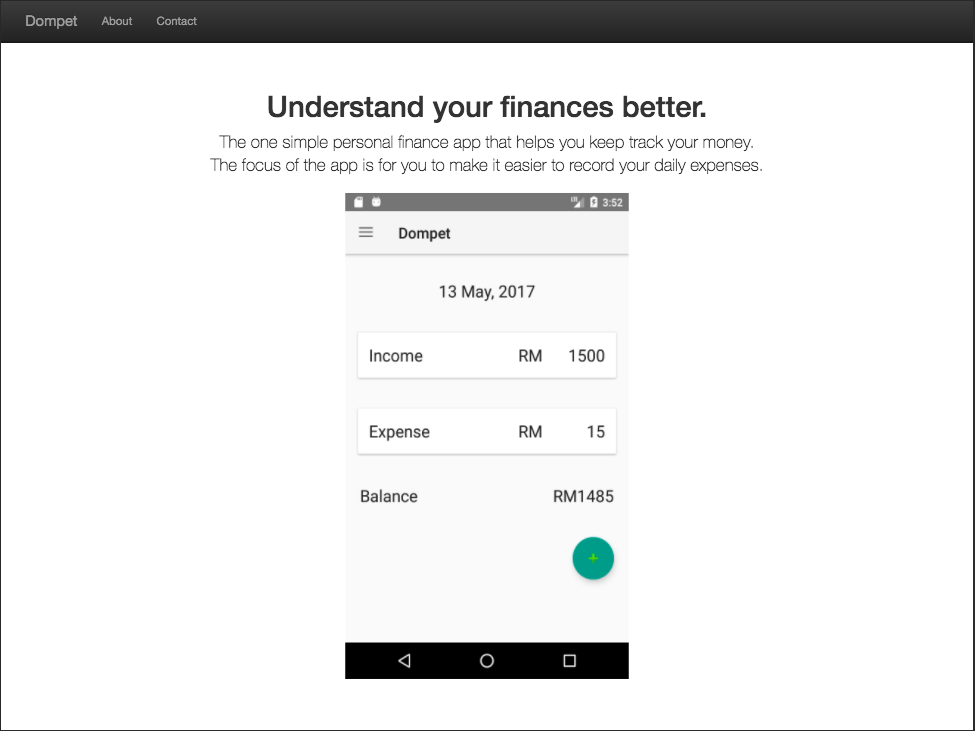 Dompet About Contact
Understand your finances better.
The one simple personal finance app that helps you keep track your money.
The focus of the app is for you to make it easier to record your daily expenses.
3:52
Dompet
13 May, 2017
Income RM 1500
Expense RM 15
Balance RM1485
+